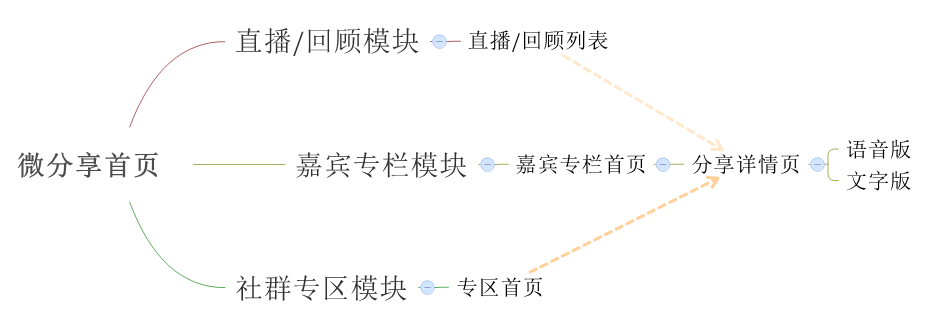 直播/回顾模块
直播/回顾列表
微分享首页
嘉宾专栏模块
嘉宾专栏首页
分享详情页
语音版
文字版
社群专区模块
专区首页